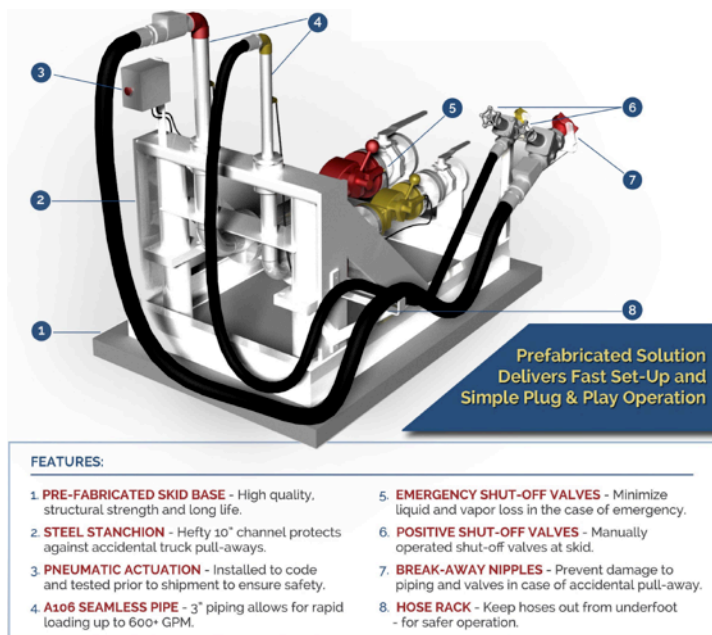 4
3
5
6
2
7
1
8
Prefabricated Solution
Delivers Fast Set-Up and
Simple Plug & Play Operation
FEATURES:
1. PRE-FABRICATED SKID BASE - High quality,
structural strength and long life.
2. STEEL STANCHION - Hefty 10" channel protects
against accidental truck pull-aways.
3. PNEUMATIC ACTUATION - Installed to code
and tested prior to shipment to ensure safety.
4. A106 SEAMLESS PIPE - 3" piping allows for rapid
loading up to 600+ GPM.
5. EMERGENCY SHUT-OFF VALVES - Minimize
liquid and vapor loss in the case of emergency.
6. POSITIVE SHUT-OFF VALVES - Manually
operated shut-off valves at skid.
7. BREAK-AWAY NIPPLES - Prevent damage to
piping and valves in case of accidental pull-away.
8. HOSE RACK - Keep hoses out from underfoot
- for safer operation.